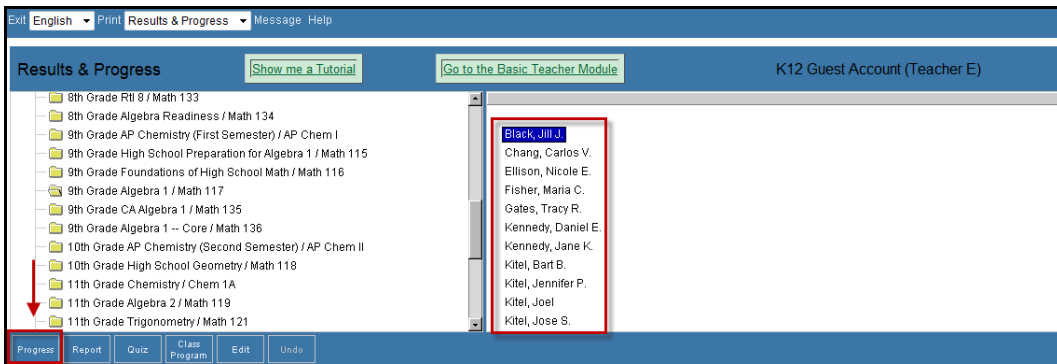 Exit English Print Results & Progress Message Help
Results & Progress
Show me a Tutorial
Go to the Basic Teacher Module
K12 Guest Account (Teacher E)
8th Grade RtI 8 / Math 133
8th Grade Algebra Readiness / Math 134
9th Grade AP Chemistry (First Semester) / AP Chem I
9th Grade High School Preparation for Algebra 1 / Math 115
9th Grade Foundations of High School Math / Math 116
9th Grade Algebra 1 / Math 117
9th Grade CA Algebra 1 / Math 135
9th Grade Algebra 1 -- Core / Math 136
10th Grade AP Chemistry (Second Semester) / AP Chem II
10th Grade High School Geometry / Math 118
11th Grade Chemistry / Chem 1A
11th Grade Algebra 2 / Math 119
11th Grade Trigonometry / Math 121
Black, Jill J.
Chang, Carlos V.
Ellison, Nicole E.
Fisher, Maria C.
Gates, Tracy R.
Kennedy, Daniel E.
Kennedy, Jane K.
Kitel, Bart B.
Kitel, Jennifer P.
Kitel, Joel
Kitel, Jose S.
Progress
Report
Quiz
Class
Program
Edit
Undo